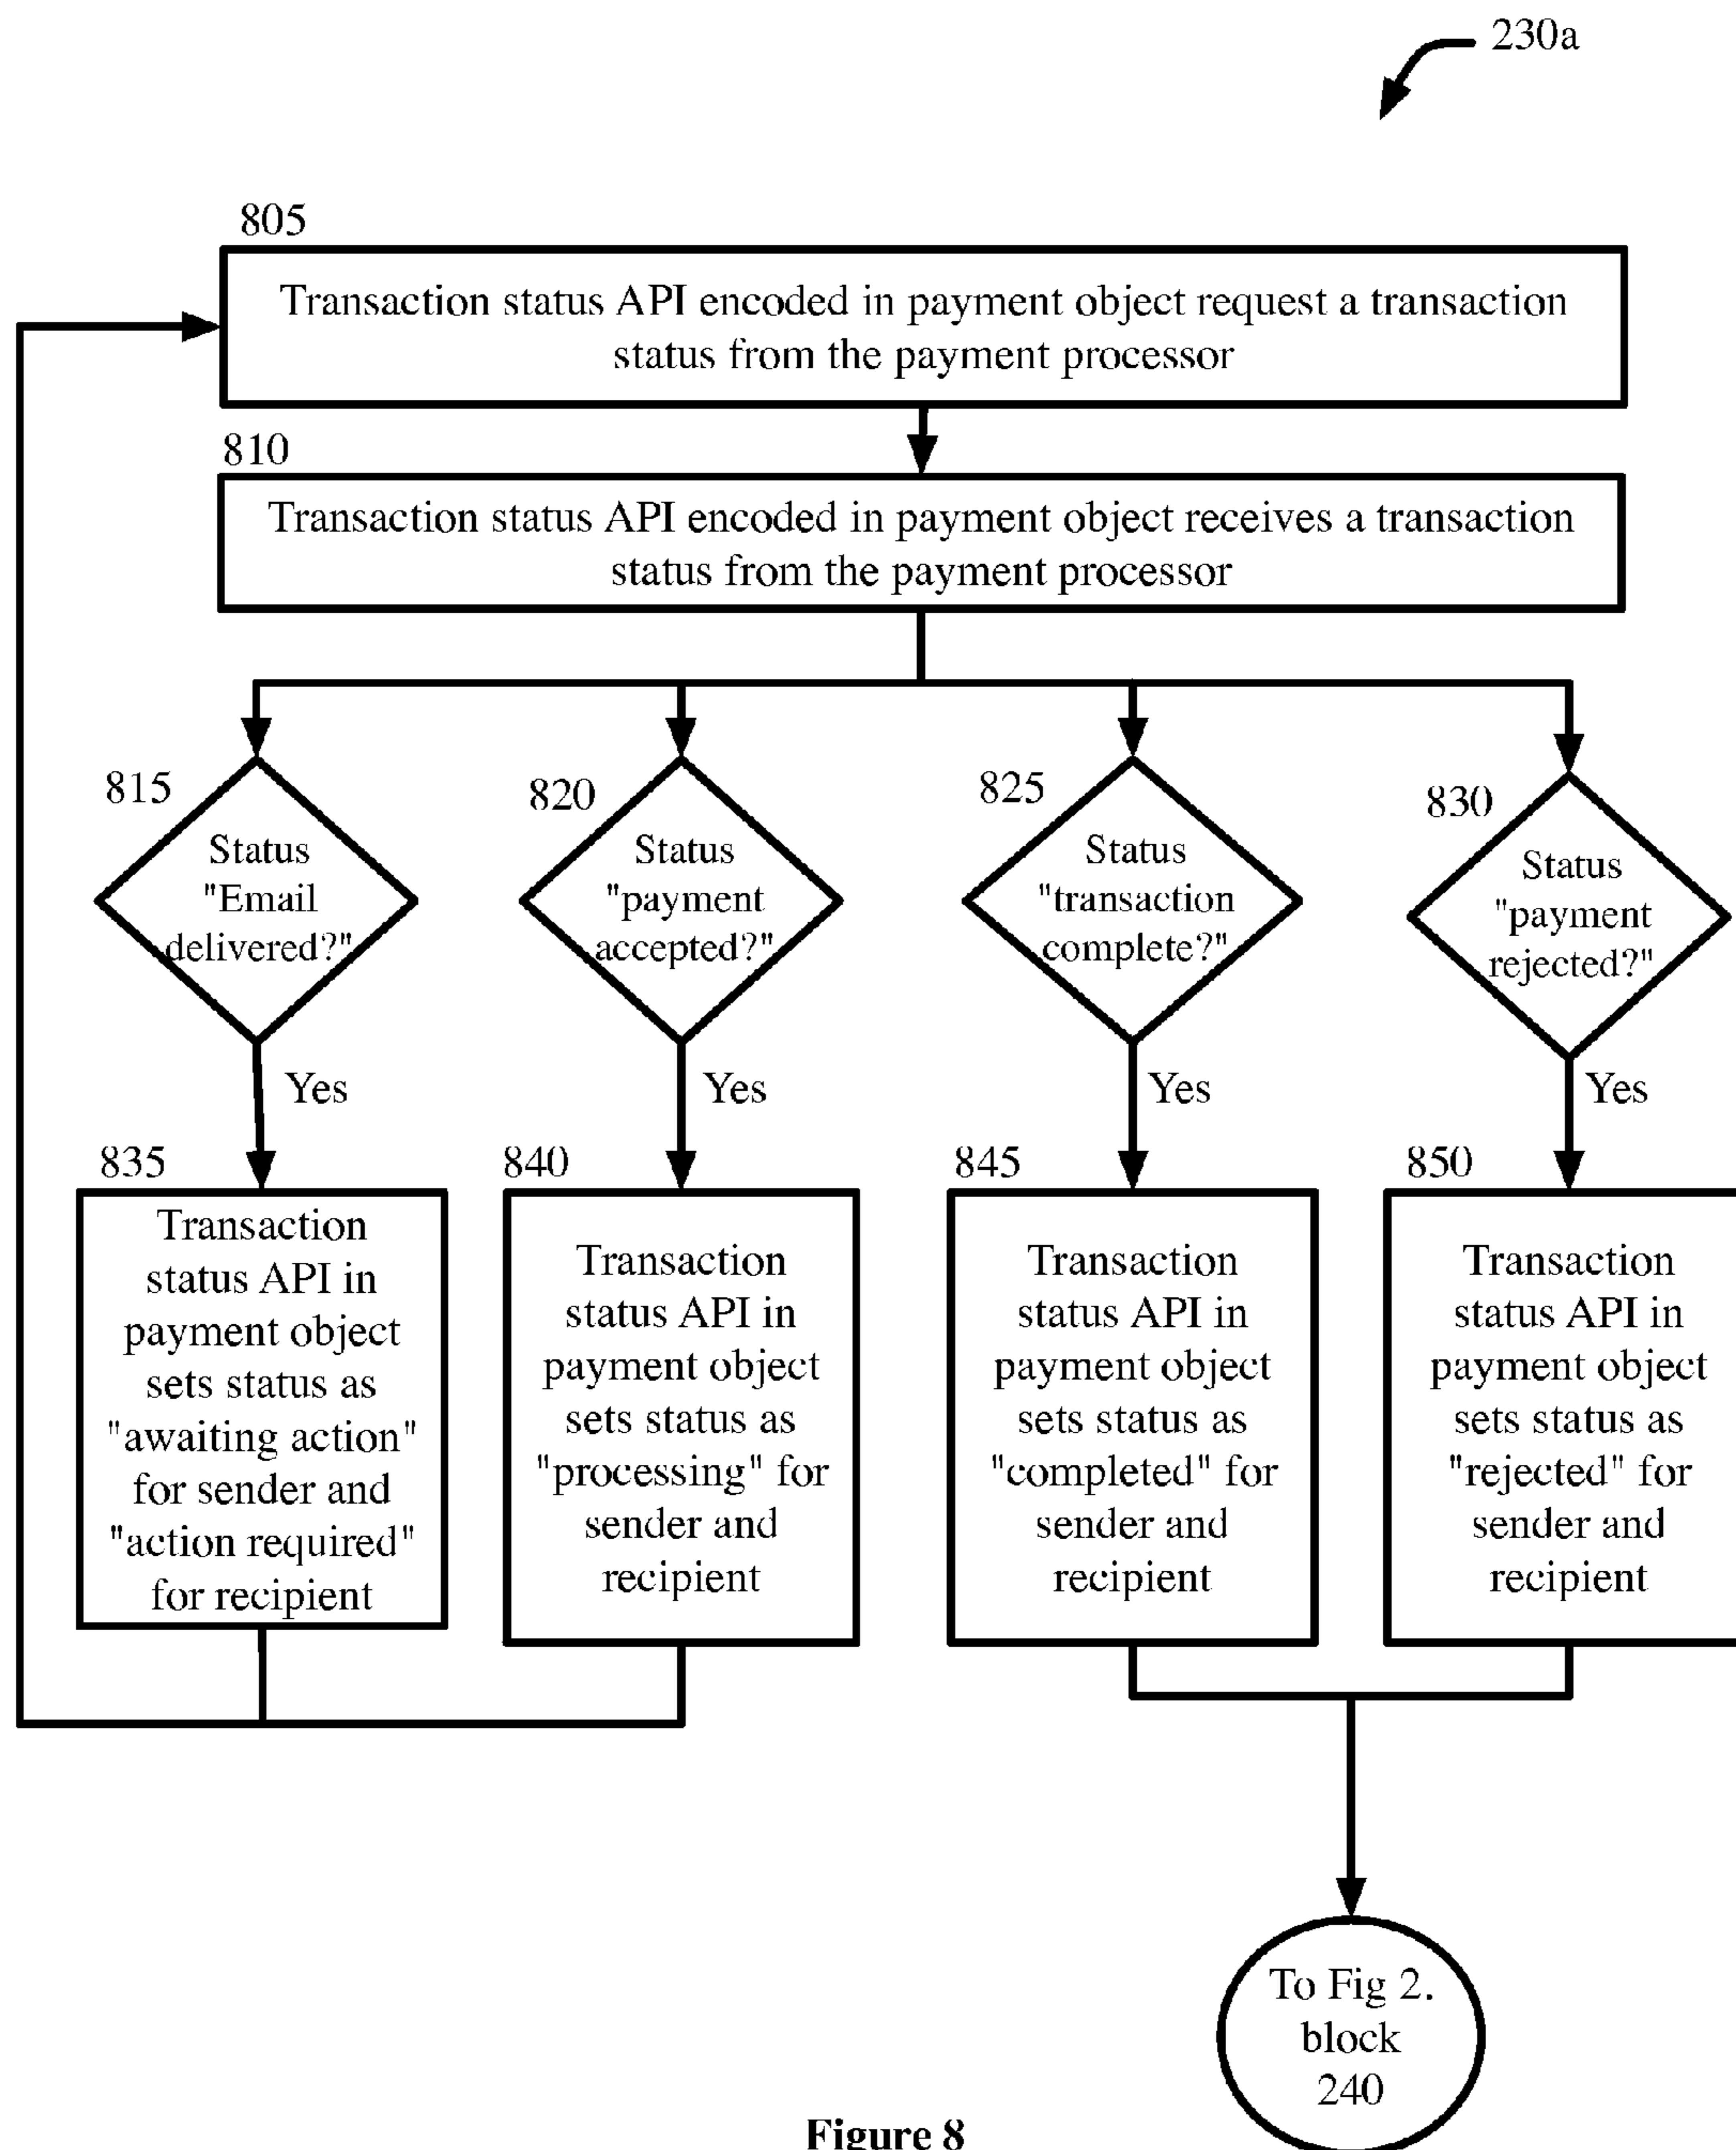 230a
805
Transaction status API encoded in payment object request a transaction
status from the payment processor
810
Transaction status API encoded in payment object receives a transaction
status from the payment processor
815
Status
"Email
delivered?"
820
Status
"payment
accepted?"
825
Status
"transaction
complete?"
830
Status
"payment
rejected?"
Yes
Yes
Yes
Yes
835
Transaction
status API in
payment object
sets status as
"awaiting action"
for sender and
"action required"
for recipient
840
Transaction
status API in
payment object
sets status as
"processing" for
sender and
recipient
845
Transaction
status API in
payment object
sets status as
"completed" for
sender and
recipient
850
Transaction
status API in
payment object
sets status as
"rejected" for
sender and
recipient
To Fig 2.
block
240
Figure 8